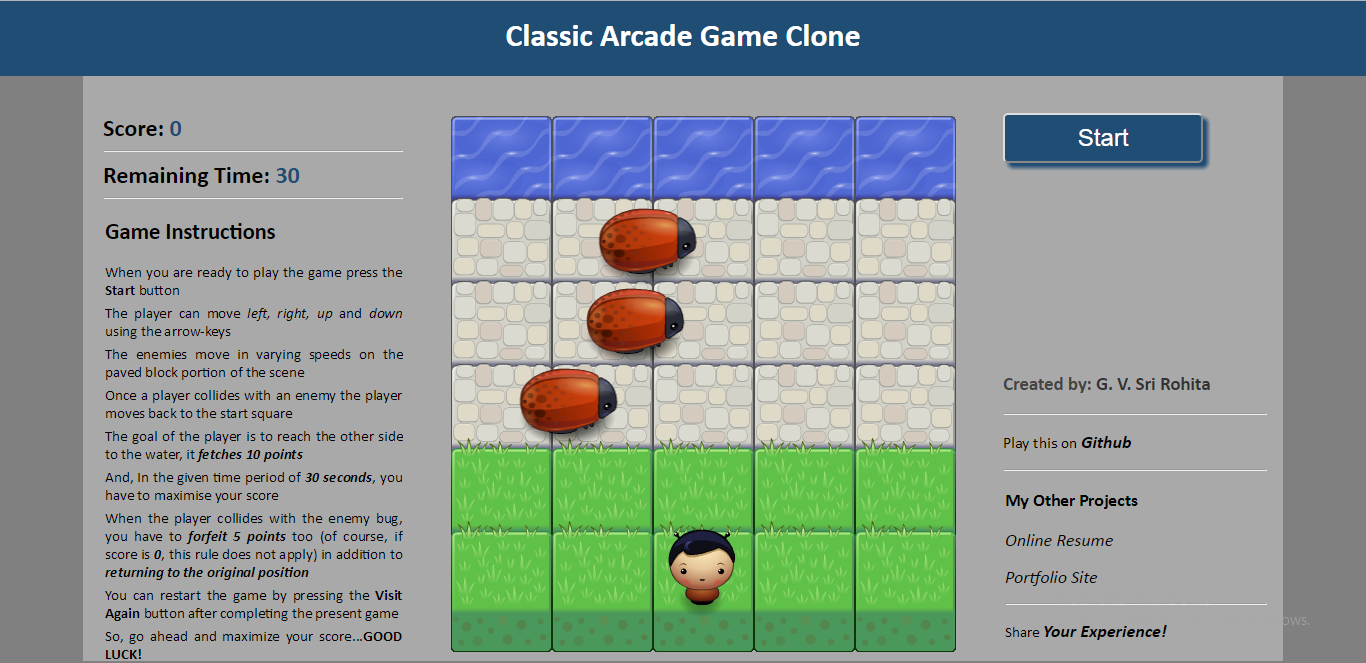 Classic Arcade Game Clone
Score: 0
Remaining Time: 30
Game Instructions
When you are ready to play the game press the
Start button
The player can move left, right, up and down
using the arrow-keys
The enemies move in varying speeds on the
paved block portion of the scene
Once a player collides with an enemy the player
moves back to the start square
The goal of the player is to reach the other side
to the water, it fetches 10 points
And, In the given time period of 30 seconds, you
have to maximise your score
When the player collides with the enemy bug,
you have to forfeit 5 points too (of course, if
score is 0, this rule does not apply) in addition to
returning to the original position
You can restart the game by pressing the Visit
Again button after completing the present game
So, go ahead and maximize your score...GOOD
LUCK!
Start
Created by: G. V. Sri Rohita
Play this on Github
My Other Projects
Online Resume
Portfolio Site
Share Your Experience!